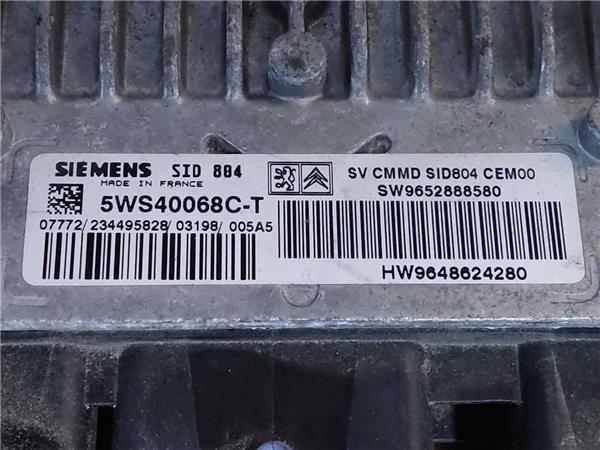 SIEMENS SID 804
MADE IN FRANCE
5WS40068C-T
07772/234495828/03198/005A5
SV CMMD SID804 CEM00
SW9652888580
HW9648624280